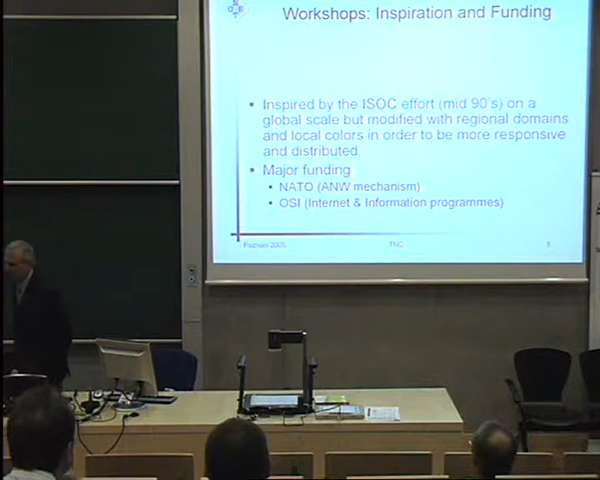 Workshops: Inspiration and Funding
• Inspired by the ISOC effort (mid 90's) on a
global scale but modified with regional domains
and local colors in order to be more responsive
and distributed.
• Major funding
• NATO (ANW mechanism)
• OSI (Internet & Information programmes)
Poznan 2005 TNC